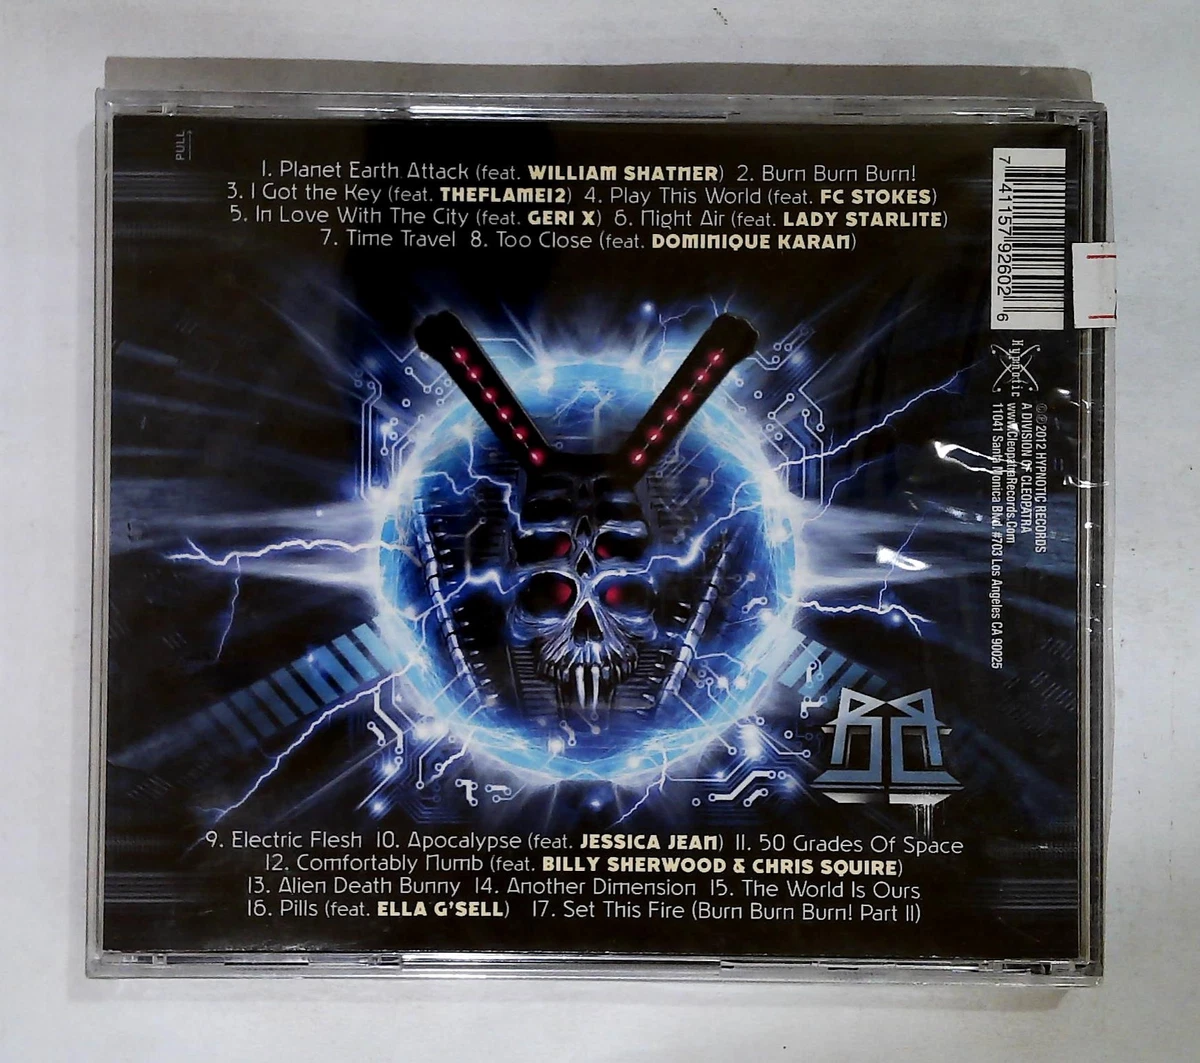 PULL
1. Planet Earth Attack (feat. WILLIAM SHATNER) 2. Burn Burn Burn!
3. I Got the Key (feat. THEFLAME12) 4. Play This World (feat. FC STOKES)
5. In Love With The City (feat. GERI X) 6. Night Air (feat. LADY STARLITE)
7. Time Travel 8. Too Close (feat. DOMINIQUE KARAN)
7 41157 92602 6
Hypnotic
©℗ 2012 HYPNOTIC RECORDS
A DIVISION OF CLEOPATRA
www.CleopatraRecords.Com
11041 Santa Monica Blvd. #703 Los Angeles CA 90025
9. Electric Flesh 10. Apocalypse (feat. JESSICA JEAN) 11. 50 Grades Of Space
12. Comfortably Numb (feat. BILLY SHERWOOD & CHRIS SQUIRE)
13. Alien Death Bunny 14. Another Dimension 15. The World Is Ours
16. Pills (feat. ELLA G'SELL) 17. Set This Fire (Burn Burn Burn! Part II)